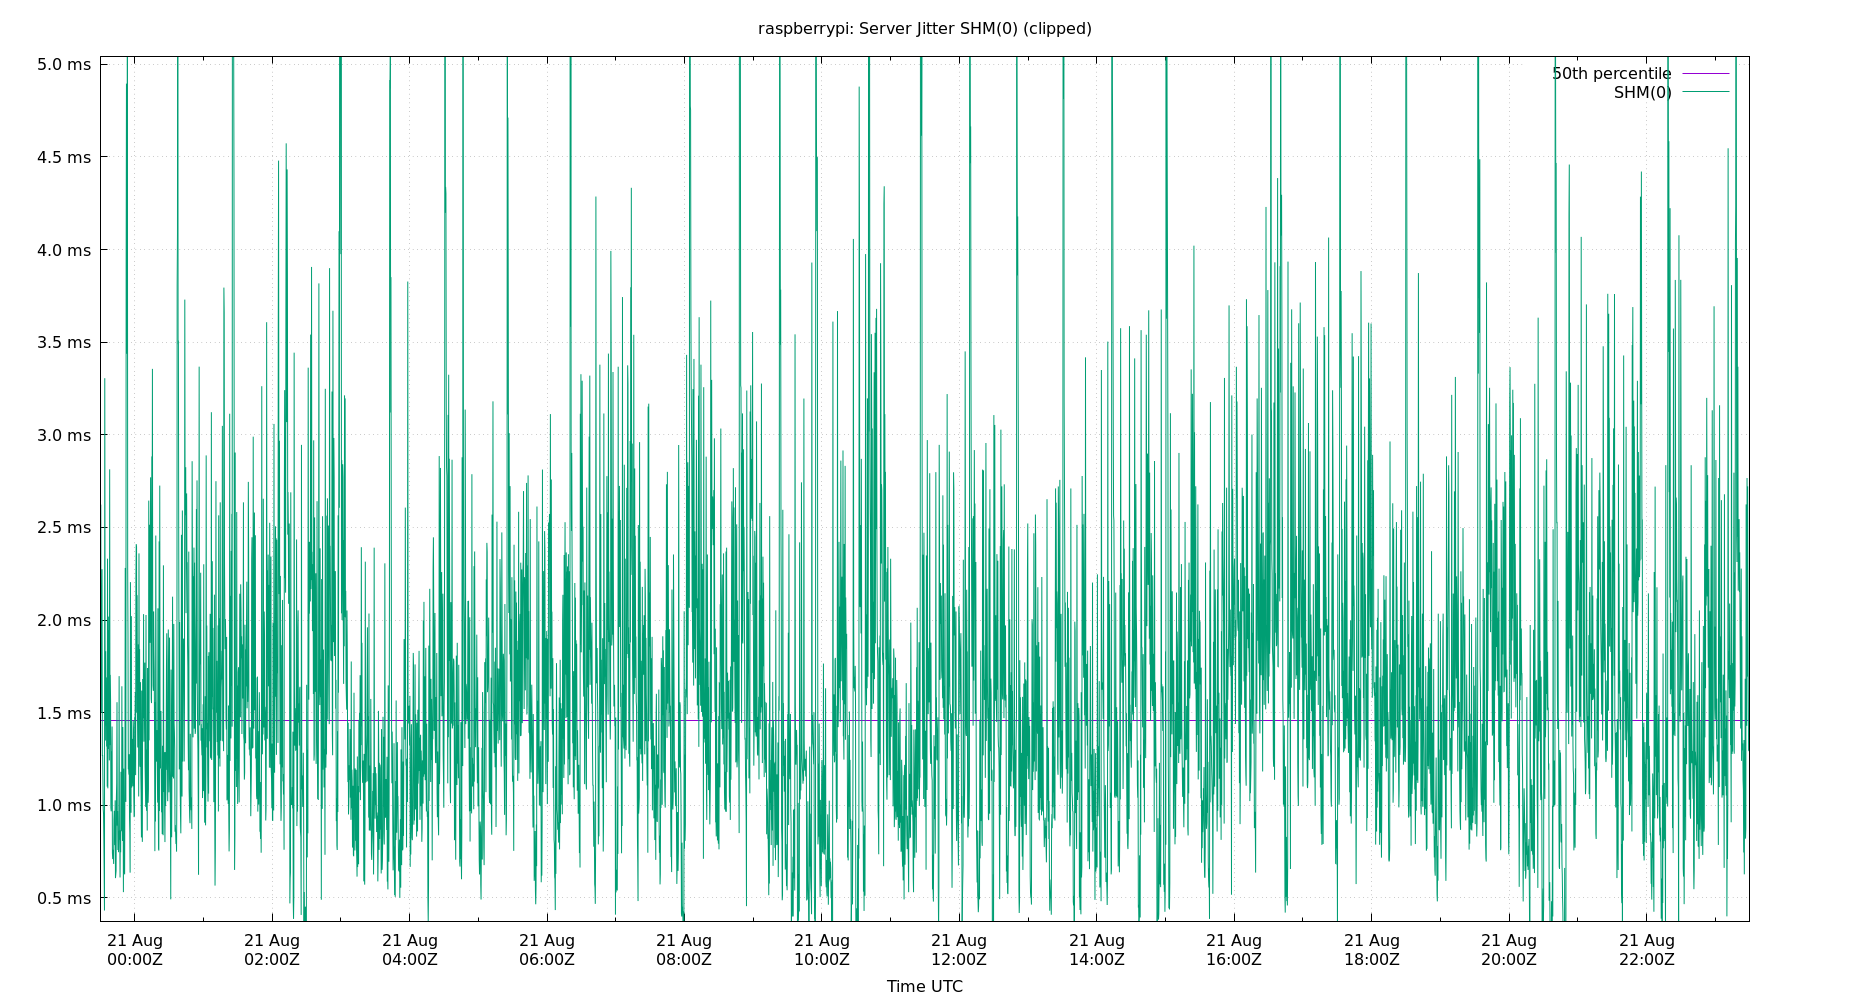 raspberrypi: Server Jitter SHM(0) (clipped)
5.0 ms
50th percentile
SHM(0)
4.5 ms
4.0 ms
3.5 ms
3.0 ms
2.5 ms
2.0 ms
1.5 ms
1.0 ms
0.5 ms
21 Aug 21 Aug 21 Aug 21 Aug 21 Aug 21 Aug 21 Aug 21 Aug 21 Aug 21 Aug 21 Aug 21 Aug
00:00Z 02:00Z 04:00Z 06:00Z 08:00Z 10:00Z 12:00Z 14:00Z 16:00Z 18:00Z 20:00Z 22:00Z
Time UTC